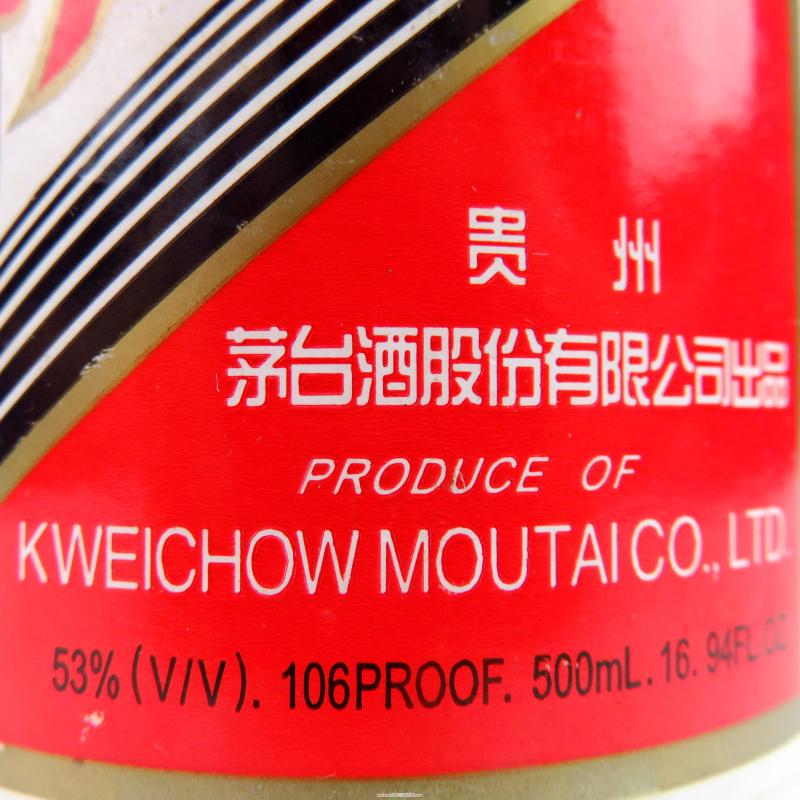 贵 州
茅台酒股份有限公司出品
PRODUCE OF
KWEICHOW MOUTAI CO., LTD.
53% (V/V). 106PROOF. 500mL. 16. 94FL. OZ